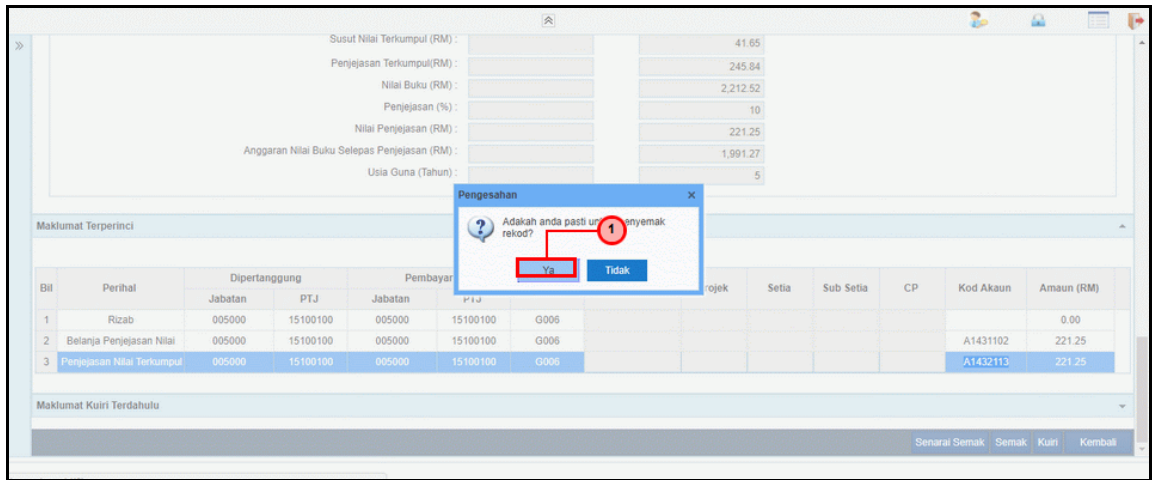 Susut Nilai Terkumpul (RM) : 41.65
Penjejasan Terkumpul(RM) : 245.84
Nilai Buku (RM) : 2,212.52
Penjejasan (%) : 10
Nilai Penjejasan (RM) : 221.25
Anggaran Nilai Buku Selepas Penjejasan (RM) : 1,991.27
Usia Guna (Tahun) : 5
Pengesahan
Adakah anda pasti
rekod?
1
Ya Tidak
Maklumat Terperinci
Bil Perihal Dipertanggung Setia Sub Setia CP Kod Akaun Amaun (RM)
Jabatan PTJ Jabatan PTJ
1 Rizab 005000 15100100 005000 15100100 G006 0.00
2 Belanja Penjejasan Nilai 005000 15100100 005000 15100100 G006 A1431102 221.25
3 Penjejasan Nilai Terkumpul 005000 15100100 005000 15100100 G006 A1432113 221.25
Maklumat Kuiri Terdahulu
Senarai Semak Semak Kuiri Kembali